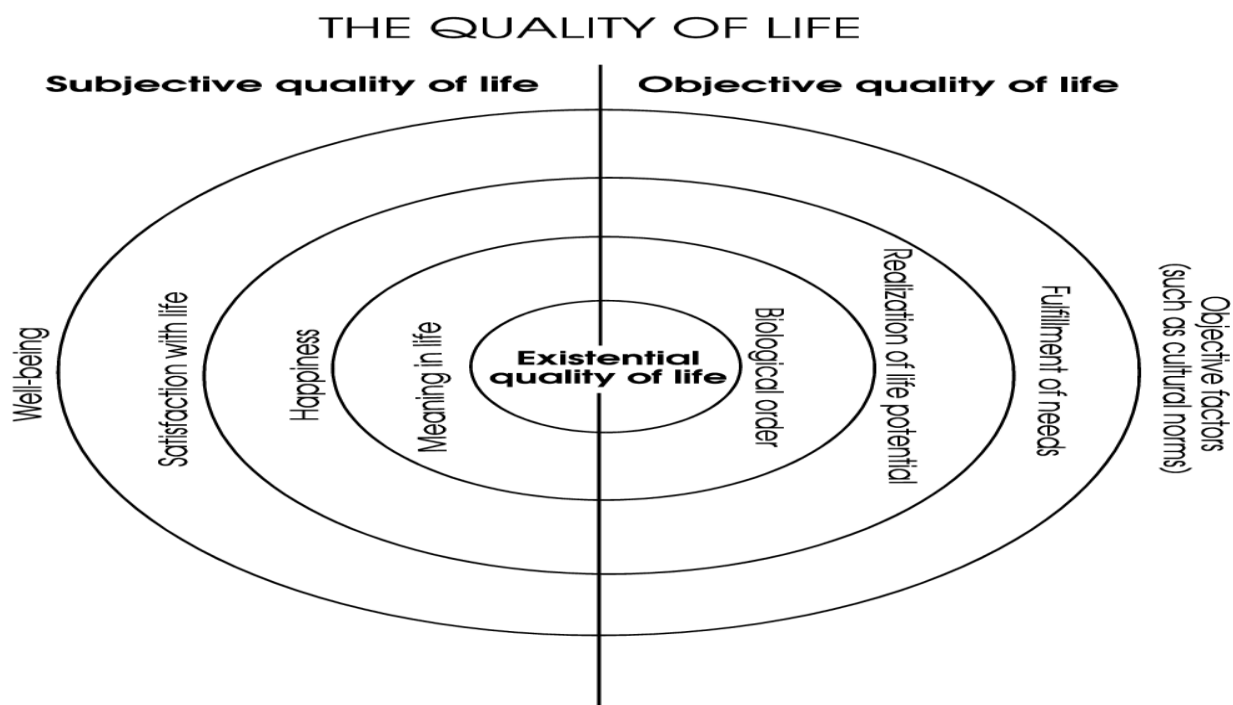 THE QUALITY OF LIFE
Subjective quality of life
Objective quality of life
Well-being
Satisfaction with life
Happiness
Meaning in life
Existential
quality of life
Biological order
Realization of life potential
Fulfillment of needs
Objective factors
(such as cultural norms)